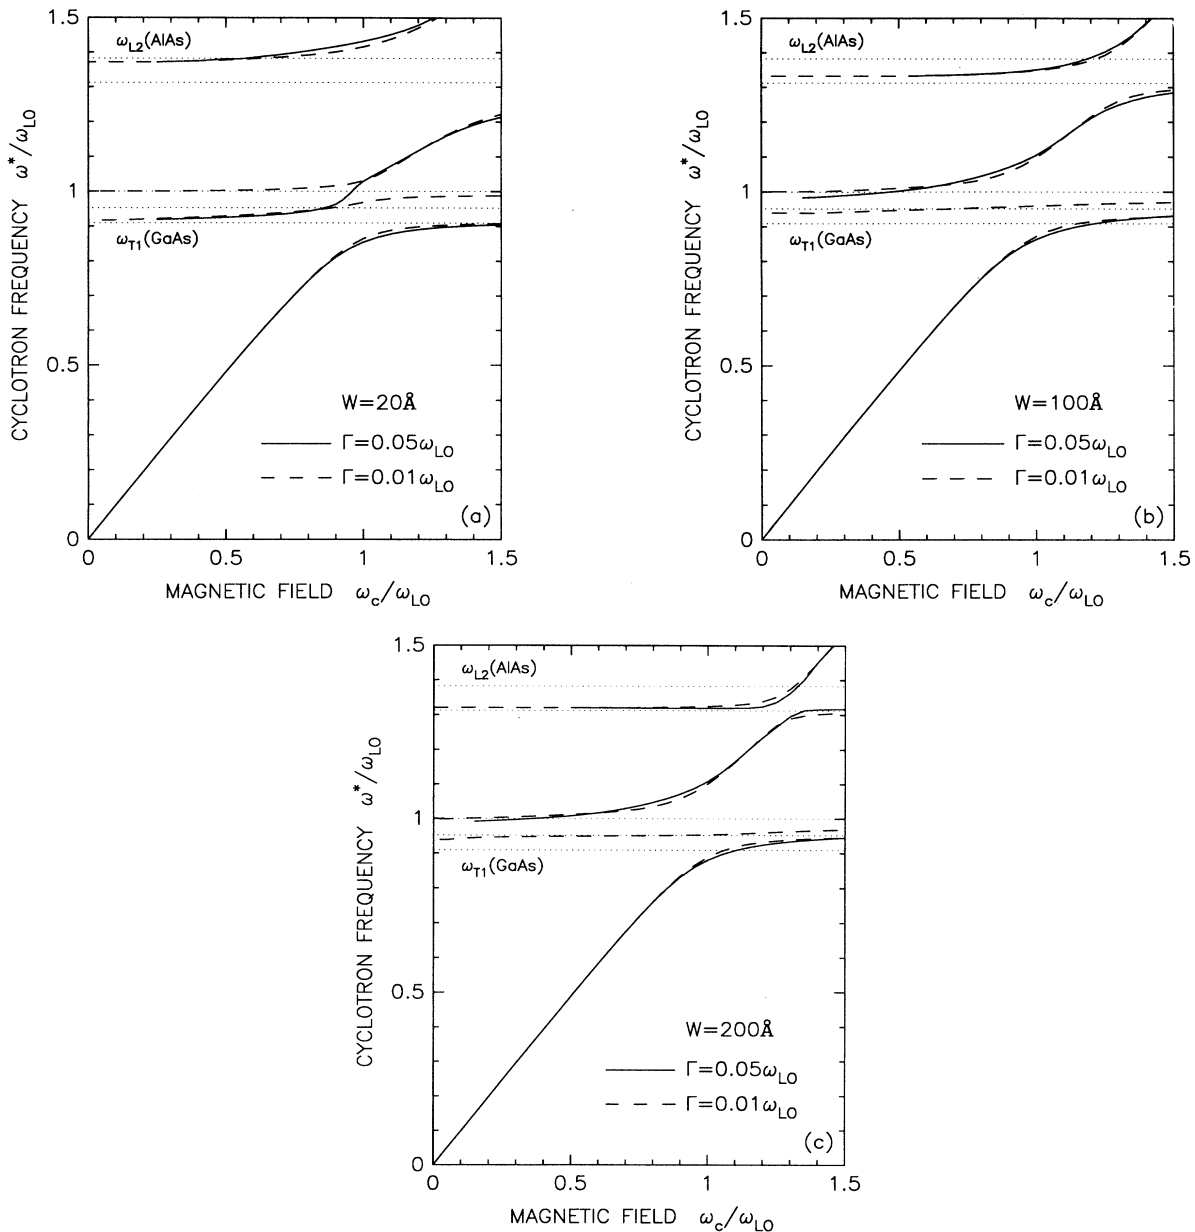 1.5
ω_L2(AlAs)
1
ω_T1(GaAs)
0.5
W=20Å
Γ=0.05ω_LO
Γ=0.01ω_LO
(a)
0
0 0.5 1 1.5
MAGNETIC FIELD ω_c/ω_LO
CYCLOTRON FREQUENCY ω*/ω_LO
1.5
ω_L2(AlAs)
1
ω_T1(GaAs)
0.5
W=100Å
Γ=0.05ω_LO
Γ=0.01ω_LO
(b)
0
0 0.5 1 1.5
MAGNETIC FIELD ω_c/ω_LO
CYCLOTRON FREQUENCY ω*/ω_LO
1.5
ω_L2(AlAs)
1
ω_T1(GaAs)
0.5
W=200Å
Γ=0.05ω_LO
Γ=0.01ω_LO
(c)
0
0 0.5 1 1.5
MAGNETIC FIELD ω_c/ω_LO
CYCLOTRON FREQUENCY ω*/ω_LO